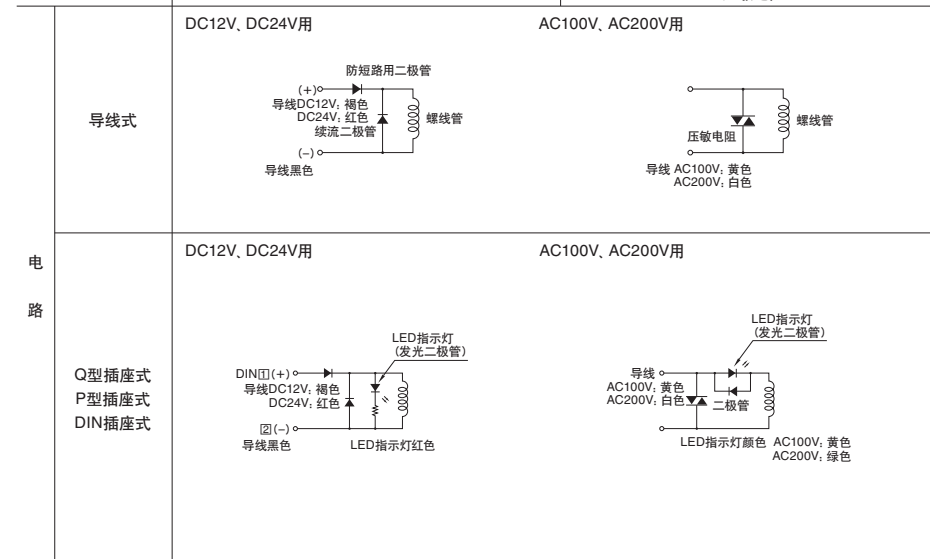 DC12V、DC24V用
AC100V、AC200V用
导线式
防短路用二极管
(+)
导线DC12V: 褐色
DC24V: 红色
续流二极管
螺线管
(-)
导线黑色
压敏电阻
螺线管
导线 AC100V: 黄色
AC200V: 白色
电
路
DC12V、DC24V用
AC100V、AC200V用
Q型插座式
P型插座式
DIN插座式
LED指示灯
(发光二极管)
DIN1(+)
导线DC12V: 褐色
DC24V: 红色
2(-)
导线黑色
LED指示灯红色
LED指示灯
(发光二极管)
导线
AC100V: 黄色
AC200V: 白色
二极管
LED指示灯颜色 AC100V: 黄色
AC200V: 绿色